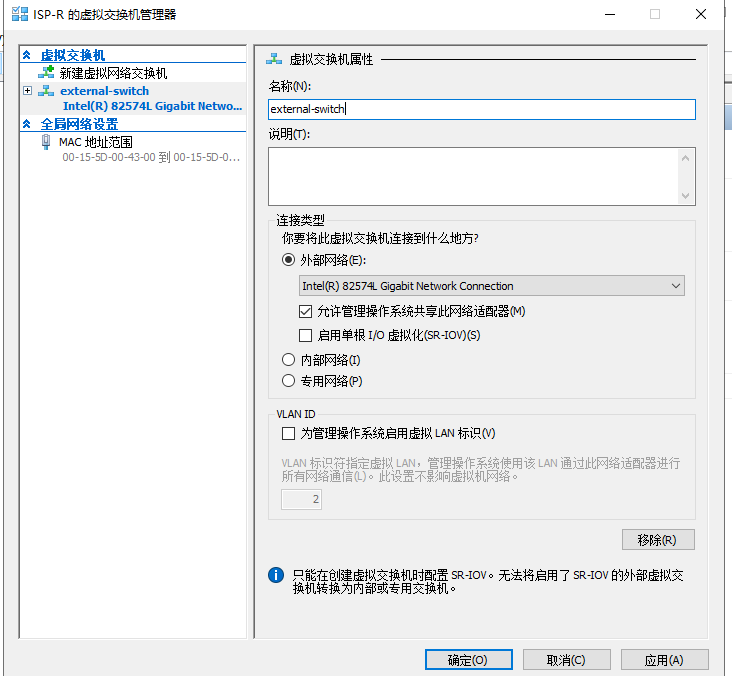 ISP-R 的虚拟交换机管理器
虚拟交换机
新建虚拟网络交换机
external-switch
Intel(R) 82574L Gigabit Netwo...
全局网络设置
MAC 地址范围
00-15-5D-00-43-00 到 00-15-5D-0...
虚拟交换机属性
名称(N):
external-switch
说明(T):
连接类型
你要将此虚拟交换机连接到什么地方?
外部网络(E):
Intel(R) 82574L Gigabit Network Connection
允许管理操作系统共享此网络适配器(M)
启用单根 I/O 虚拟化(SR-IOV)(S)
内部网络(I)
专用网络(P)
VLAN ID
为管理操作系统启用虚拟 LAN 标识(V)
VLAN 标识符指定虚拟 LAN，管理操作系统使用该 LAN 通过此网络适配器进行
所有网络通信(L)。此设置不影响虚拟机网络。
2
移除(R)
只能在创建虚拟交换机时配置 SR-IOV。无法将启用了 SR-IOV 的外部虚拟交
换机转换为内部或专用交换机。
确定(O)
取消(C)
应用(A)